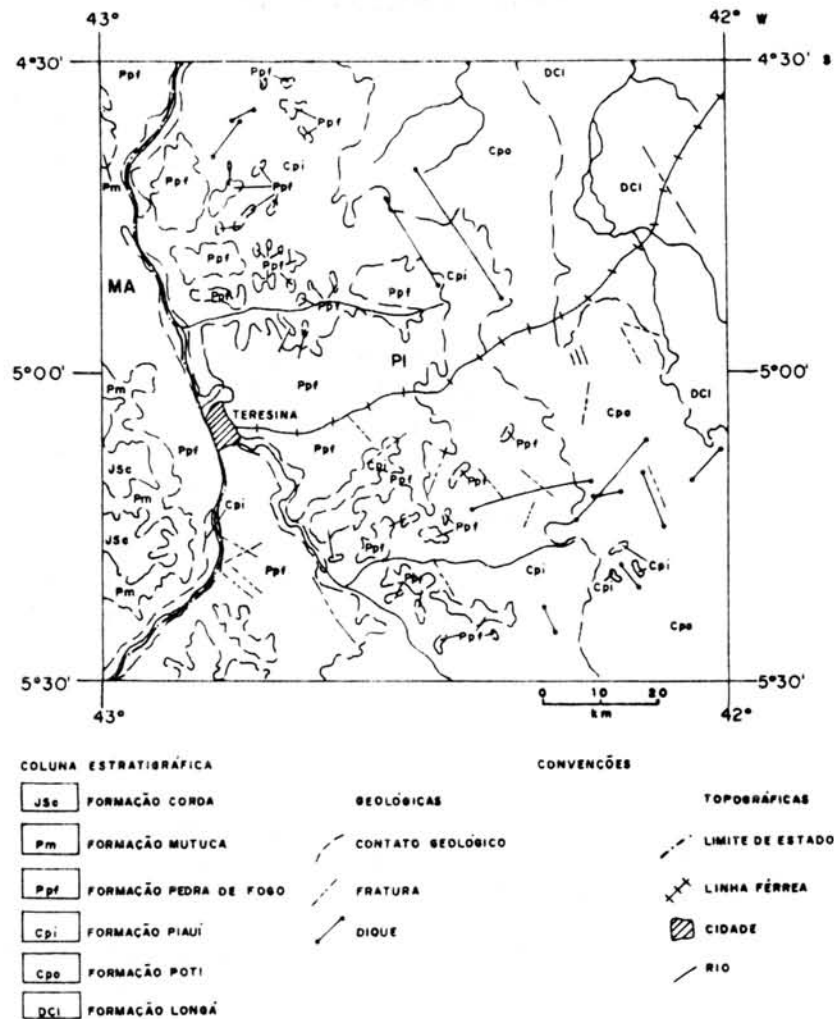 43° 42° W
4°30' 4°30' S
Ppf Ppf DCl
Ppf
Cpo
Cpi
Pm Ppf Ppf DCl
Ppf Ppf
MA Cpi
Ppf Ppf
Ppf
PI
5°00' Ppf 5°00'
Pm DCl
TERESINA Cpo
Ppf Ppf Ppf
JSc Cpi
Ppf Ppf
Pm Cpi
Ppf
JSc Ppf
Ppf Cpi Cpi
Pm Ppf Cpi
Ppf Cpo
5°30' 5°30'
43° 0 10 20 42°
km
COLUNA ESTRATIGRÁFICA CONVENÇÕES
JSc FORMAÇÃO CORDA GEOLÓGICAS TOPOGRÁFICAS
Pm FORMAÇÃO MUTUCA CONTATO GEOLÓGICO LIMITE DE ESTADO
Ppf FORMAÇÃO PEDRA DE FOGO FRATURA LINHA FÉRREA
Cpi FORMAÇÃO PIAUÍ DIQUE CIDADE
Cpo FORMAÇÃO POTI RIO
DCl FORMAÇÃO LONGÁ